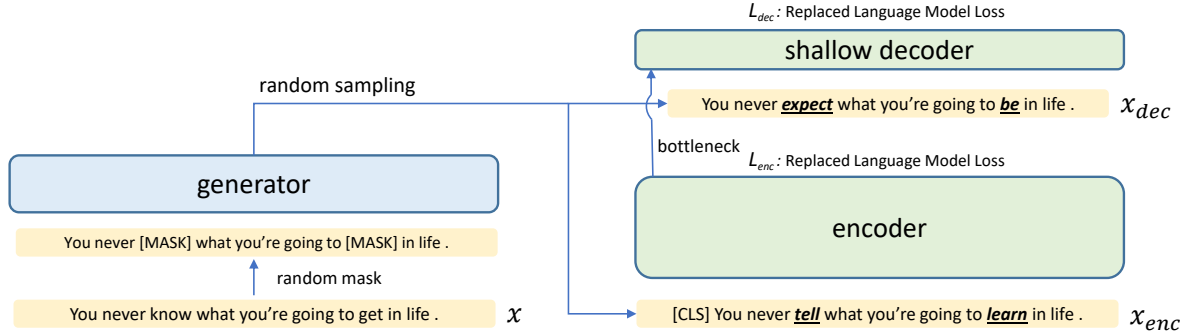 L_dec : Replaced Language Model Loss
shallow decoder
random sampling
You never expect what you're going to be in life .
x_dec
bottleneck
L_enc : Replaced Language Model Loss
generator
encoder
You never [MASK] what you're going to [MASK] in life .
random mask
You never know what you're going to get in life .
x
[CLS] You never tell what you're going to learn in life .
x_enc